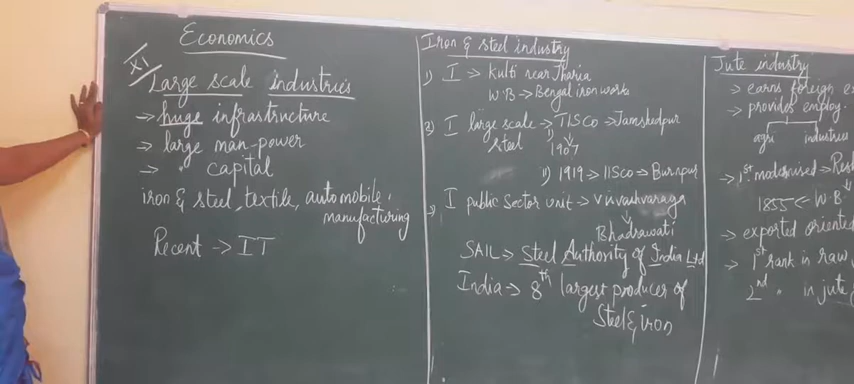 Economics
XI
Large scale industries
→ huge infrastructure
→ large man-power
→ " capital
iron & steel, textile, automobile,
manufacturing
Recent → IT
Iron & steel industry
1) I → Kulti near Jharia
W.B → Bengal iron works
2) I large scale → TISCO → Jamshedpur
steel
i)
1907
ii) 1919 → IISCO → Burnpur
3) I public sector unit →
Bhadrawati
SAIL → Steel Authority of India Ltd
India → 8th largest producer of
Steel & iron
Jute industry
→ earns foreign
→ provides employ.
agri industries
→ 1st modernised →
1855 ← W.B
→ exported oriented
→ 1st rank in raw
2nd " in jute